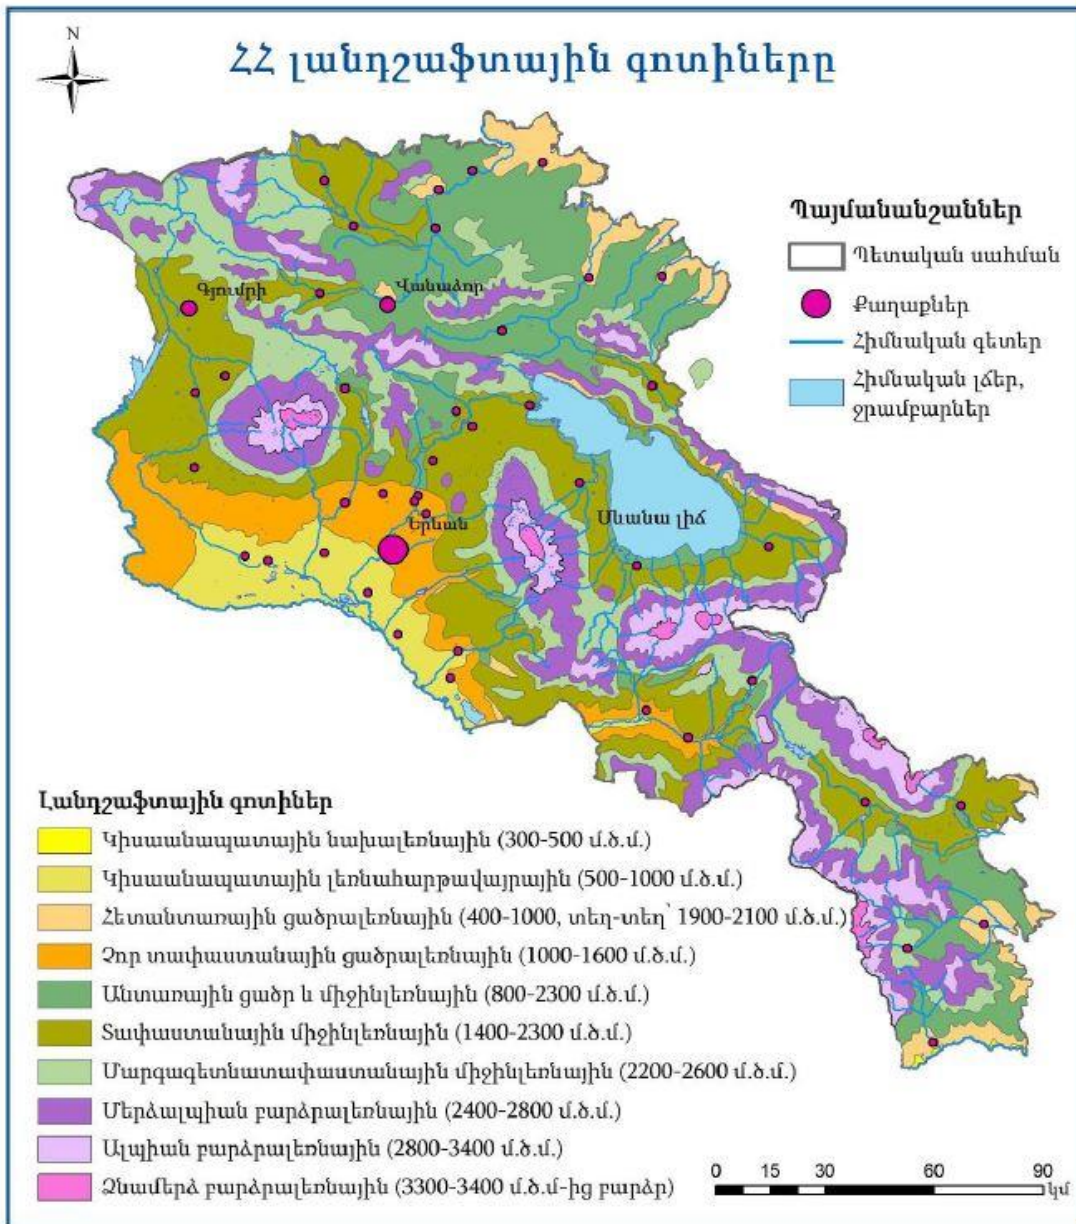 N
ՀՀ լանդշաֆտային գոտիները
Պայմանանշաններ
Պետական սահման
Քաղաքներ
Հիմնական գետեր
Հիմնական լճեր,
ջրամբարներ
Գյումրի
Վանաձոր
Երևան
Սևանա լիճ
Լանդշաֆտային գոտիներ
Կիսաանապատային նախալեռնային (300-500 մ.ծ.մ.)
Կիսաանապատային լեռնահարթավայրային (500-1000 մ.ծ.մ.)
Հետանտառային ցածրալեռնային (400-1000, տեղ-տեղ՝ 1900-2100 մ.ծ.մ.)
Չոր տափաստանային ցածրալեռնային (1000-1600 մ.ծ.մ.)
Անտառային ցածր և միջինլեռնային (800-2300 մ.ծ.մ.)
Տափաստանային միջինլեռնային (1400-2300 մ.ծ.մ.)
Մարգագետնատափաստանային միջինլեռնային (2200-2600 մ.ծ.մ.)
Մերձալպիան բարձրալեռնային (2400-2800 մ.ծ.մ.)
Ալպիան բարձրալեռնային (2800-3400 մ.ծ.մ.)
Ձնամերձ բարձրալեռնային (3300-3400 մ.ծ.մ-ից բարձր)
0 15 30 60 90
կմ